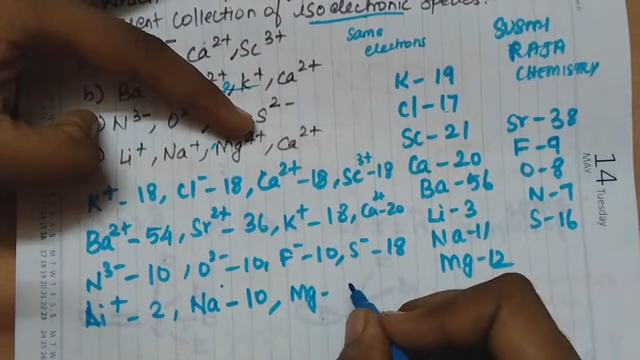 ment collection of isoelectronic species?
same electrons
SUSMI RAJA CHEMISTRY
Ca2+, Sc3+
b) Ba2+, K+, Ca2+
N3-, S2-
Li+, Na+, Mg2+, Ca2+
K - 19
Cl - 17
Sc - 21
Ca - 20
Ba - 56
Li - 3
Na - 11
Mg - 12
Sr - 38
F - 9
O - 8
N - 7
S - 16
14 Tuesday
MAY
K+ - 18, Cl- - 18, Ca2+ - 18, Sc3+ - 18
Ba2+ - 54, Sr2+ - 36, K+ - 18, Ca2+ - 20
N3- - 10, O3- - 10, F- - 10, S- - 18
Li+ - 2, Na - 10, Mg -